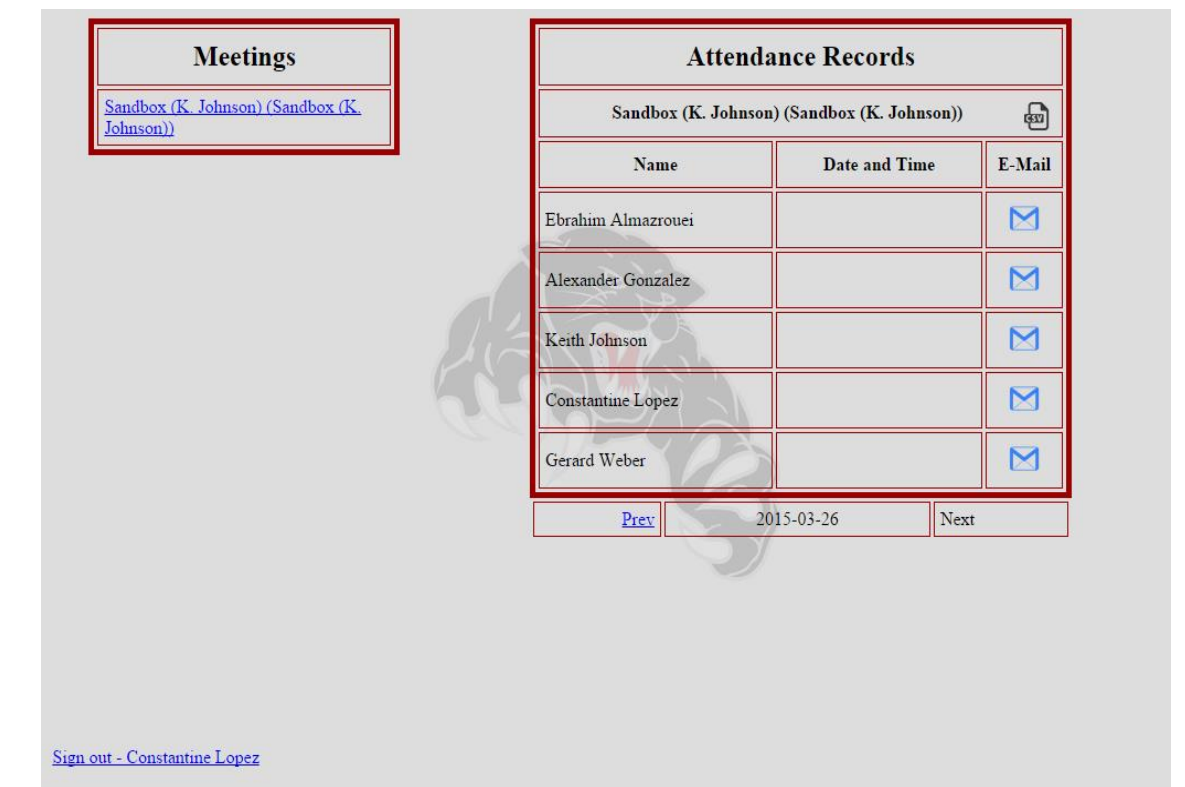 Meetings
Sandbox (K. Johnson) (Sandbox (K.
Johnson))
Attendance Records
Sandbox (K. Johnson) (Sandbox (K. Johnson))
CSV
Name Date and Time E-Mail
Ebrahim Almazrouei
Alexander Gonzalez
Keith Johnson
Constantine Lopez
Gerard Weber
Prev 2015-03-26 Next
Sign out - Constantine Lopez